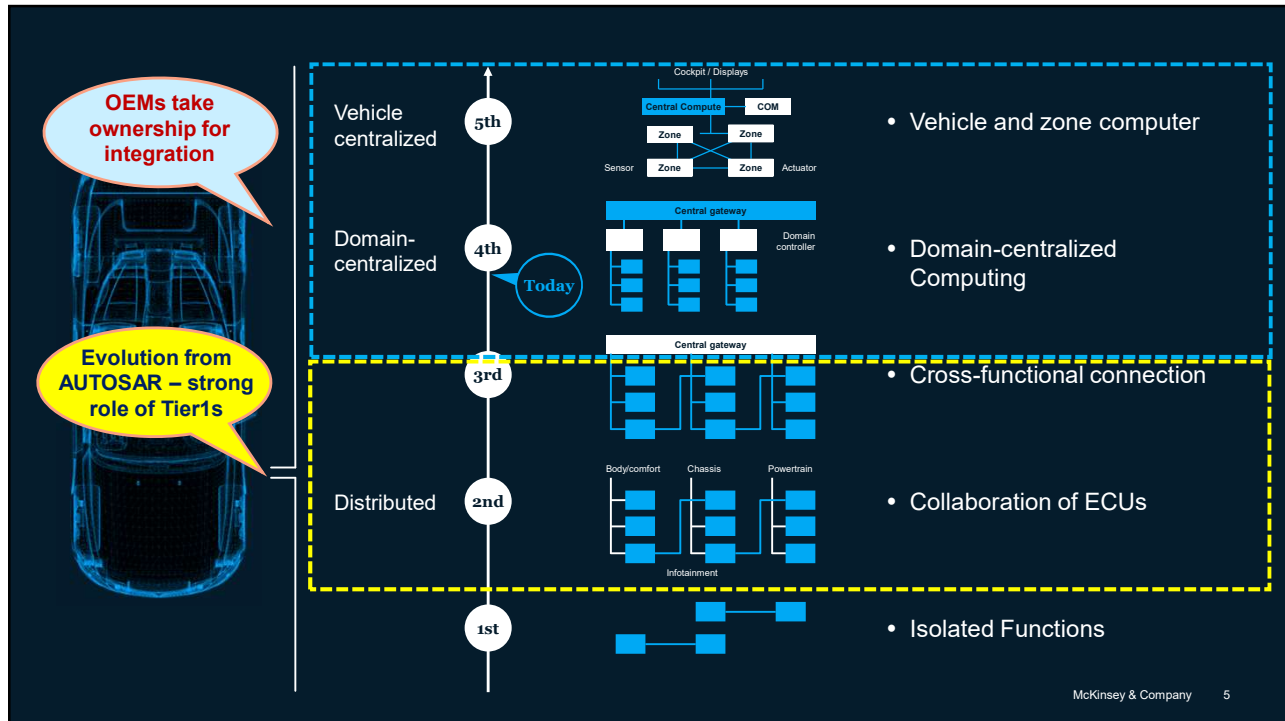 OEMs take
ownership for
integration
Evolution from
AUTOSAR – strong
role of Tier1s
Vehicle
centralized
5th
Cockpit / Displays
Central Compute
COM
Zone
Zone
Sensor
Zone
Zone
Actuator
• Vehicle and zone computer
Domain-
centralized
4th
Today
Central gateway
Domain
controller
• Domain-centralized
Computing
3rd
Central gateway
• Cross-functional connection
Distributed
2nd
Body/comfort
Chassis
Powertrain
Infotainment
• Collaboration of ECUs
1st
• Isolated Functions
McKinsey & Company 5